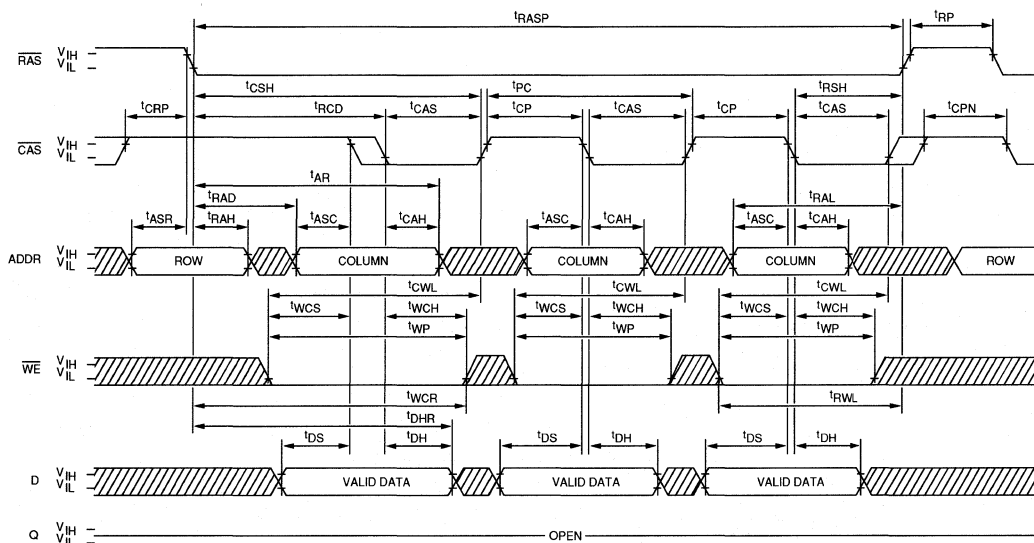 tRASP tRP
RAS VIH
VIL
tCSH tPC tRSH
tCRP tRCD tCAS tCP tCAS tCP tCAS tCPN
CAS VIH
VIL
tAR
tRAD tRAL
tASR tRAH tASC tCAH tASC tCAH tASC tCAH
ADDR VIH
VIL
ROW COLUMN COLUMN COLUMN ROW
tCWL tCWL tCWL
tWCS tWCH tWCS tWCH tWCS tWCH
tWP tWP tWP
WE VIH
VIL
tWCR tRWL
tDHR
tDS tDH tDS tDH tDS tDH
D VIH
VIL
VALID DATA VALID DATA VALID DATA
Q VIH
VIL
OPEN